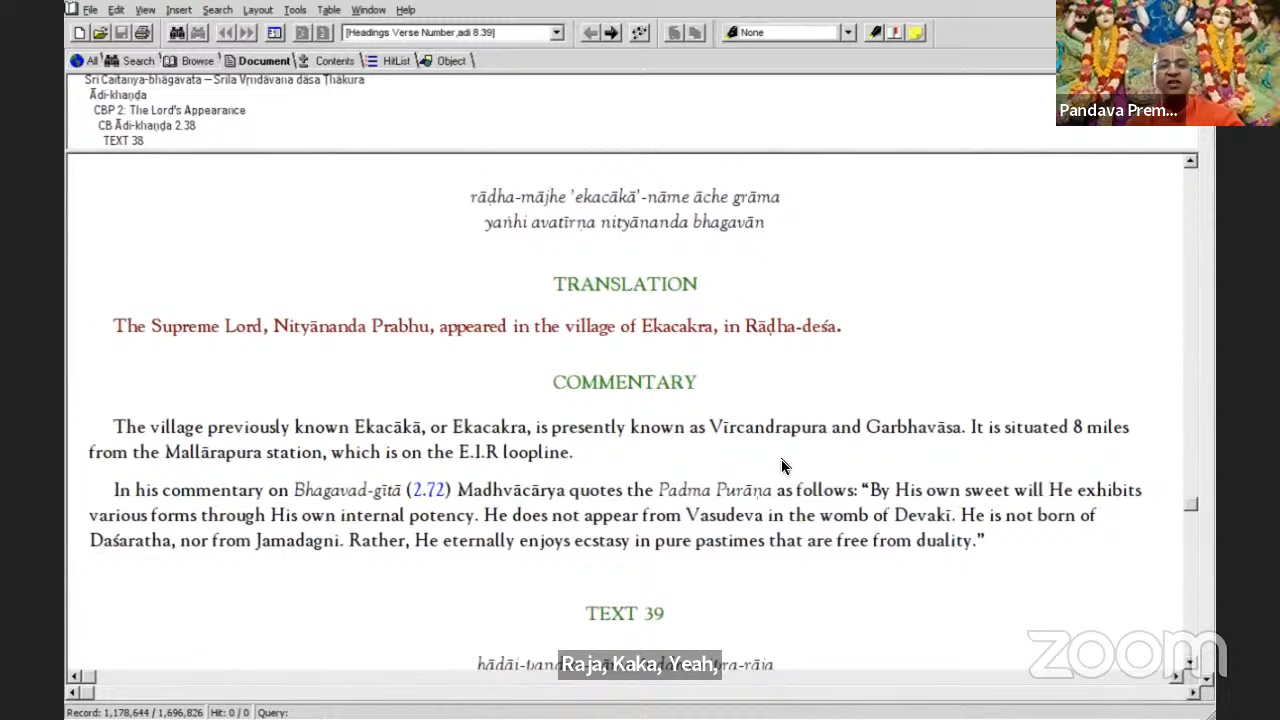 File Edit View Insert Search Layout Tools Table Window Help
[Headings Verse Number,adi 8.39]
None
All Search Browse Document Contents HitList Object
Śrī Caitanya-bhāgavata – Śrīla Vṛndāvana dāsa Ṭhākura
Ādi-khaṇḍa
CBP 2: The Lord's Appearance
CB Ādi-khaṇḍa 2.38
TEXT 38
Pandava Prem...
rāḍha-mājhe 'ekacākā'-nāme āche grāma
yaṅhi avatīrṇa nityānanda bhagavān
TRANSLATION
The Supreme Lord, Nityānanda Prabhu, appeared in the village of Ekacakra, in Rāḍha-deśa.
COMMENTARY
The village previously known Ekacākā, or Ekacakra, is presently known as Vīrcandrapura and Garbhavāsa. It is situated 8 miles
from the Mallārapura station, which is on the E.I.R loopline.
In his commentary on Bhagavad-gītā (2.72) Madhvācārya quotes the Padma Purāṇa as follows: “By His own sweet will He exhibits
various forms through His own internal potency. He does not appear from Vasudeva in the womb of Devakī. He is not born of
Daśaratha, nor from Jamadagni. Rather, He eternally enjoys ecstasy in pure pastimes that are free from duality.”
TEXT 39
Raja, Kaka, Yeah,
zoom
Record: 1,178,644 / 1,696,826 Hit: 0 / 0 Query: